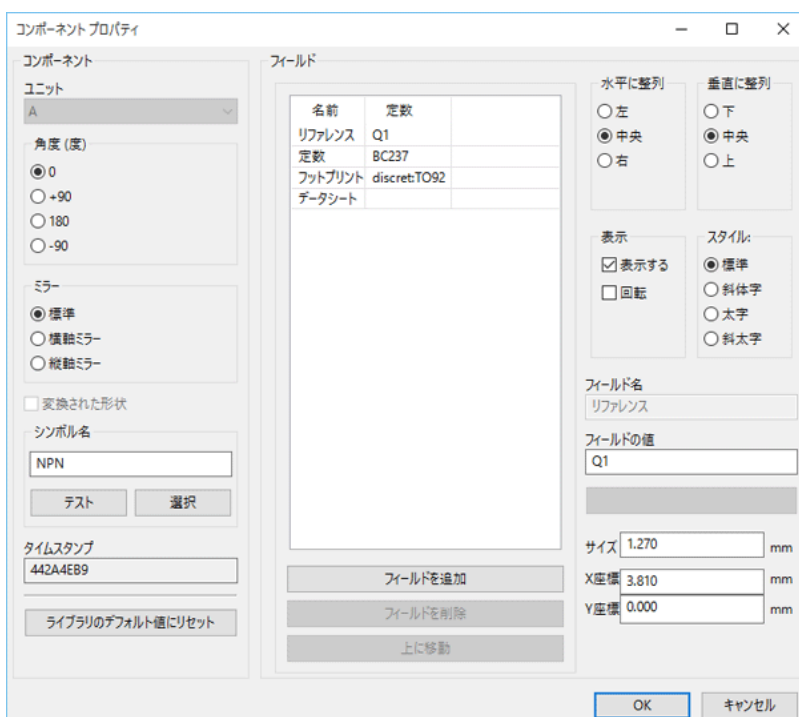 コンポーネント プロパティ
コンポーネント
ユニット
A
角度 (度)
0
+90
180
-90
ミラー
標準
横軸ミラー
縦軸ミラー
変換された形状
シンボル名
NPN
テスト 選択
タイムスタンプ
442A4EB9
ライブラリのデフォルト値にリセット
フィールド
名前 定数
リファレンス Q1
定数 BC237
フットプリント discret:TO92
データシート
フィールドを追加
フィールドを削除
上に移動
水平に整列
左
中央
右
垂直に整列
下
中央
上
表示
表示する
回転
スタイル:
標準
斜体字
太字
斜太字
フィールド名
リファレンス
フィールドの値
Q1
サイズ 1.270 mm
X座標 3.810 mm
Y座標 0.000 mm
OK キャンセル